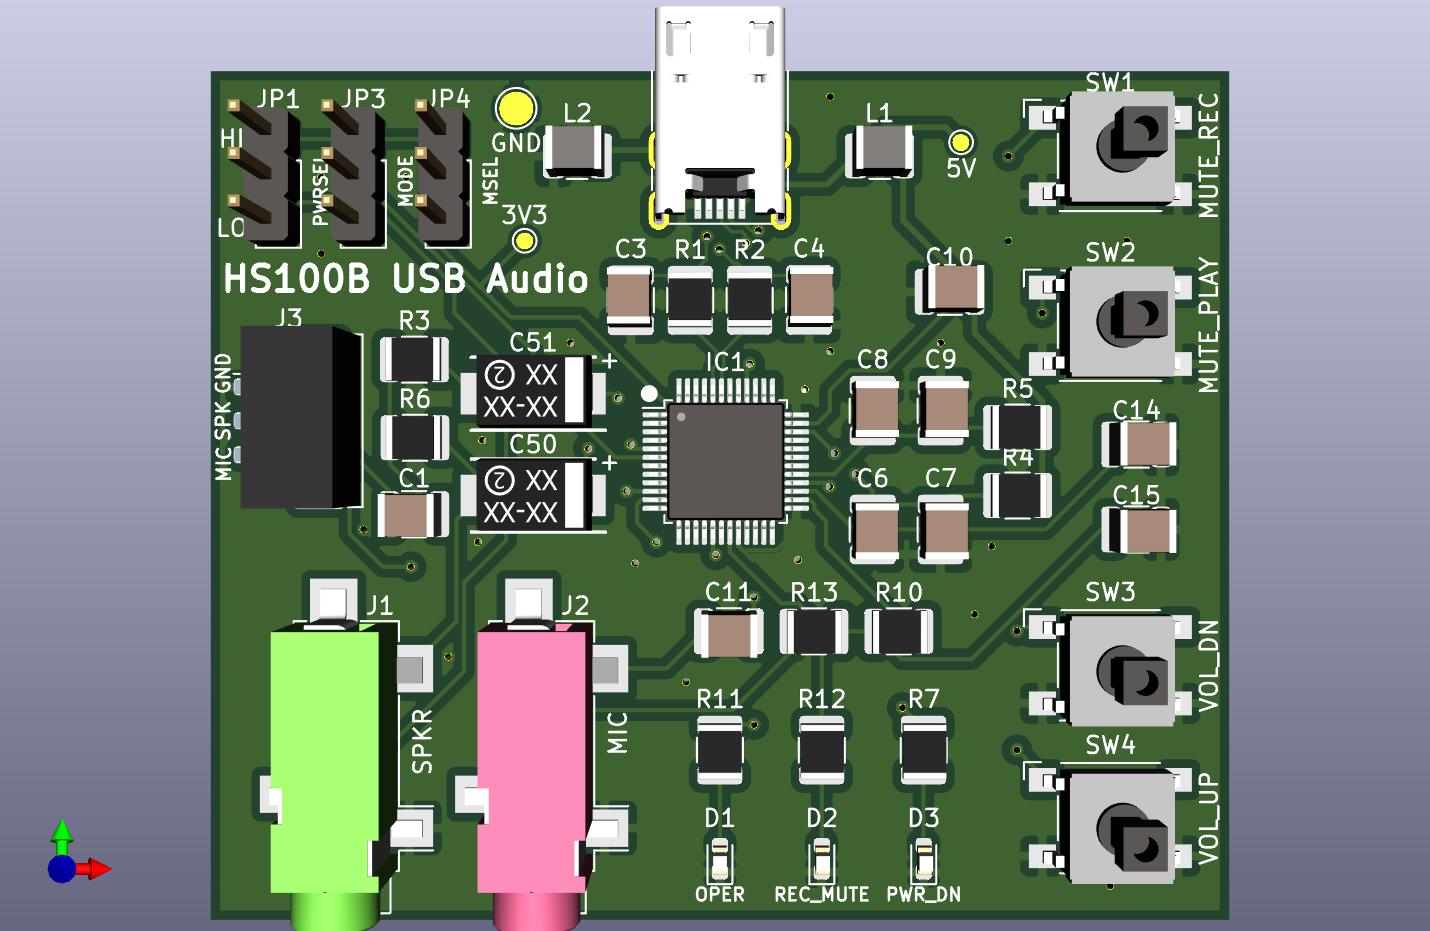 JP1 JP3 JP4
GND
L2
L1
5V
SW1
MUTE_REC
HI
LO
PWRSEL
MODE
MSEL
3V3
HS100B USB Audio
C3 R1 R2 C4
C10
SW2
MUTE_PLAY
J3
MIC SPK GND
R3
C51
+
2 XX
XX-XX
IC1
C8 C9
R5
C14
R6
C50
+
2 XX
XX-XX
C1
C6 C7
R4
C15
J1
J2
C11 R13 R10
SW3
VOL_DN
SPKR
MIC
R11 R12 R7
SW4
VOL_UP
D1 D2 D3
OPER REC_MUTE PWR_DN